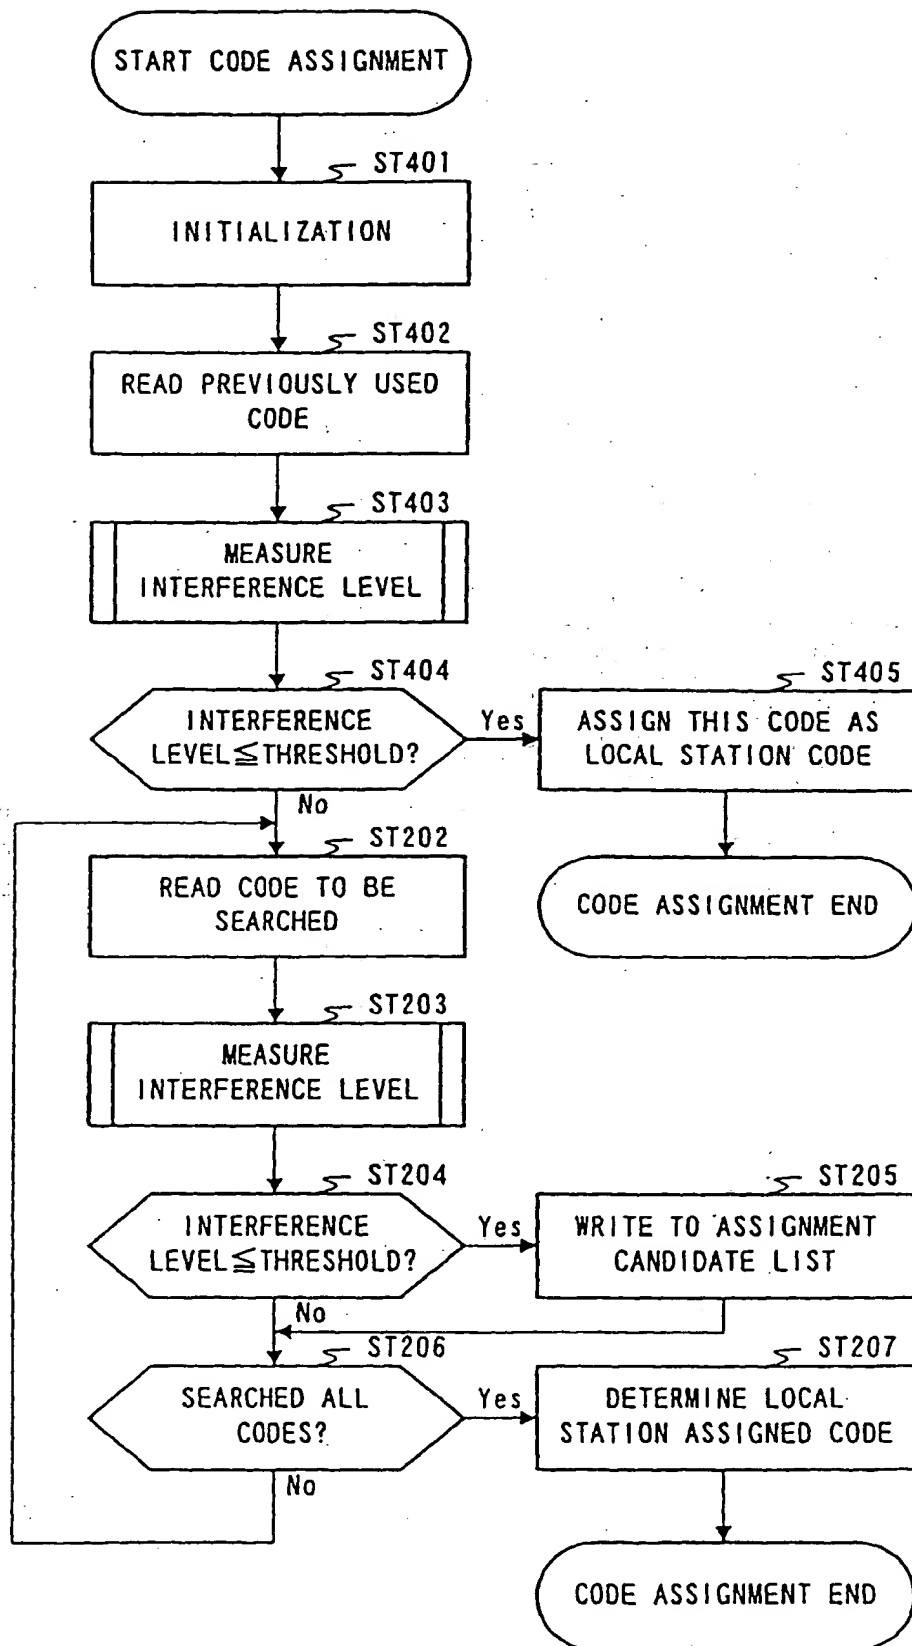 START CODE ASSIGNMENT
ST401
INITIALIZATION
ST402
READ PREVIOUSLY USED
CODE
ST403
MEASURE
INTERFERENCE LEVEL
ST404
INTERFERENCE
LEVEL≦THRESHOLD?
Yes
No
ST405
ASSIGN THIS CODE AS
LOCAL STATION CODE
CODE ASSIGNMENT END
ST202
READ CODE TO BE
SEARCHED
ST203
MEASURE
INTERFERENCE LEVEL
ST204
INTERFERENCE
LEVEL≦THRESHOLD?
Yes
No
ST205
WRITE TO ASSIGNMENT
CANDIDATE LIST
ST206
SEARCHED ALL
CODES?
Yes
No
ST207
DETERMINE LOCAL
STATION ASSIGNED CODE
CODE ASSIGNMENT END